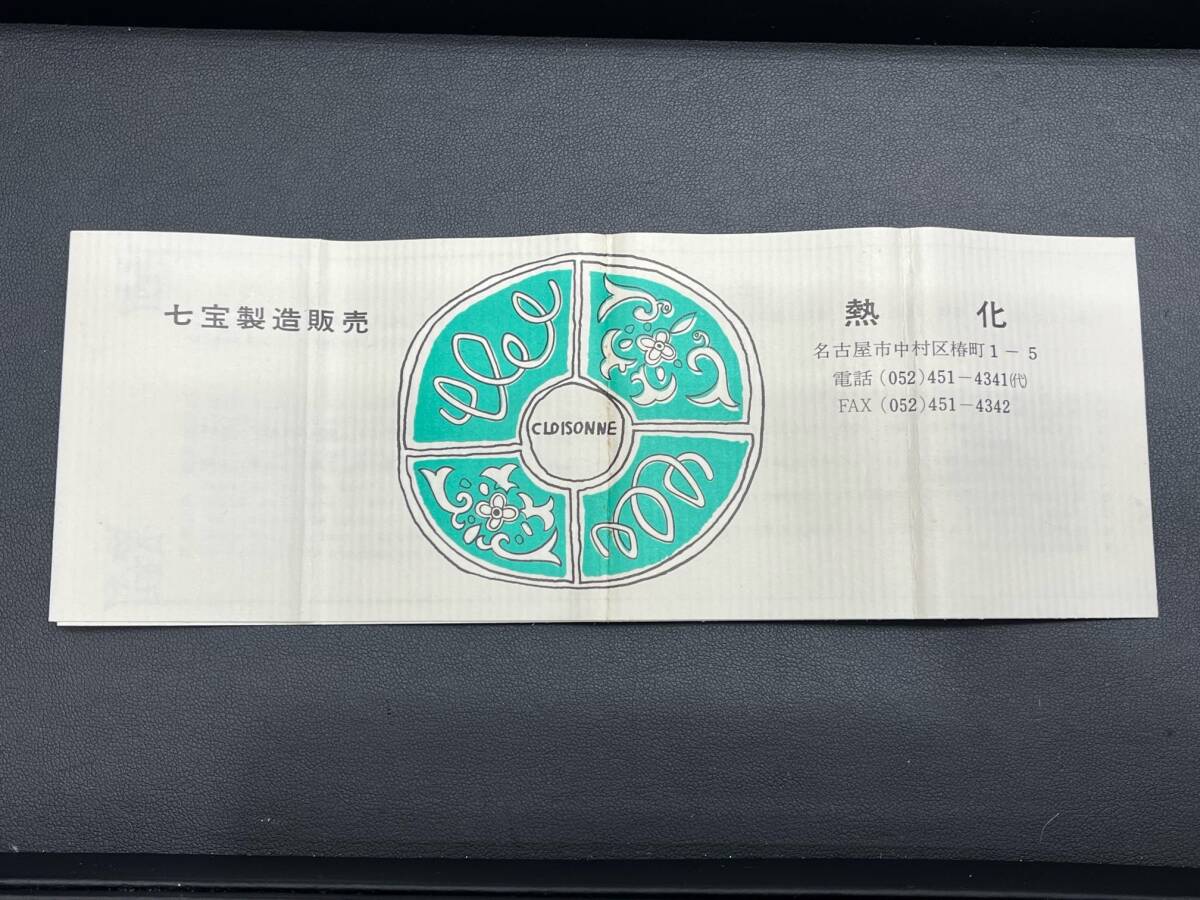 七宝製造販売
CLOISONNE
熱化
名古屋市中村区椿町1-5
電話(052)451-4341㈹
FAX (052)451-4342